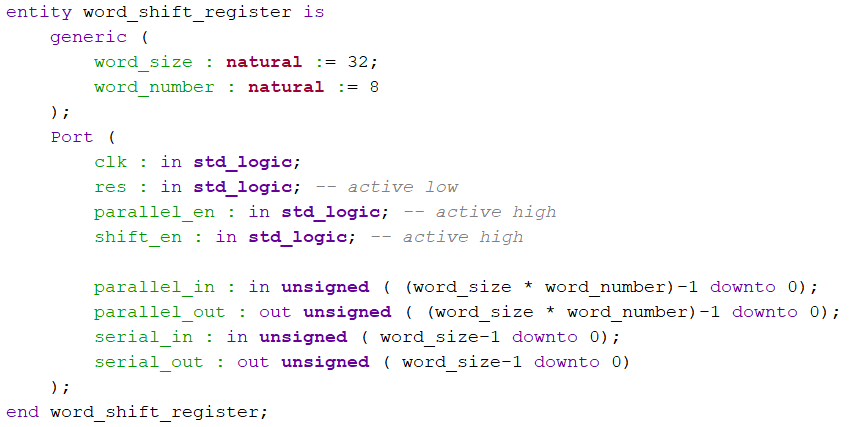 entity word_shift_register is
    generic (
        word_size : natural := 32;
        word_number : natural := 8
    );
    Port (
        clk : in std_logic;
        res : in std_logic; -- active low
        parallel_en : in std_logic; -- active high
        shift_en : in std_logic; -- active high

        parallel_in : in unsigned ( (word_size * word_number)-1 downto 0);
        parallel_out : out unsigned ( (word_size * word_number)-1 downto 0);
        serial_in : in unsigned ( word_size-1 downto 0);
        serial_out : out unsigned ( word_size-1 downto 0)
    );
end word_shift_register;